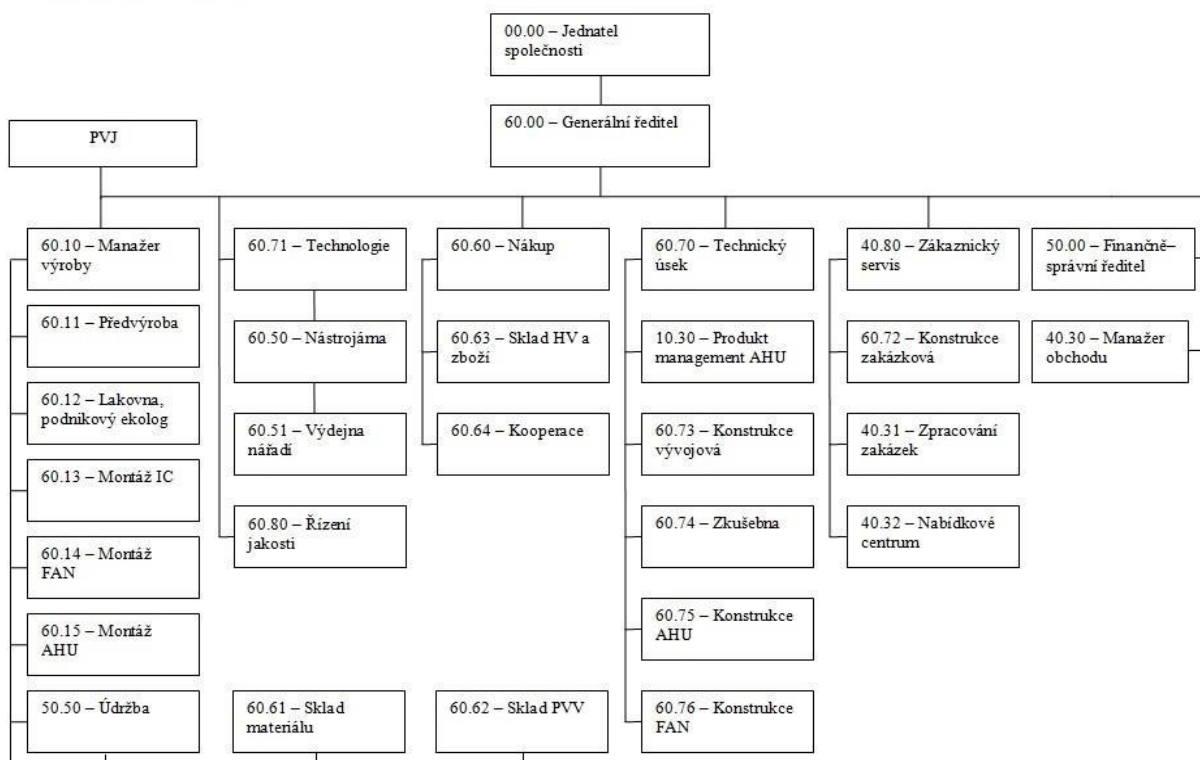 00.00 – Jednatel
společnosti
60.00 – Generální ředitel
PVJ
60.10 – Manažer
výroby
60.71 – Technologie
60.60 – Nákup
60.70 – Technický
úsek
40.80 – Zákaznický
servis
50.00 – Finančně–
správní ředitel
60.11 – Předvýroba
60.50 – Nástrojárna
60.63 – Sklad HV a
zboží
10.30 – Produkt
management AHU
60.72 – Konstrukce
zakázková
40.30 – Manažer
obchodu
60.12 – Lakovna,
podnikový ekolog
60.51 – Výdejna
nářadí
60.64 – Kooperace
60.73 – Konstrukce
vývojová
40.31 – Zpracování
zakázek
60.13 – Montáž IC
60.80 – Řízení
jakosti
60.74 – Zkušebna
40.32 – Nabídkové
centrum
60.14 – Montáž
FAN
60.15 – Montáž
AHU
60.75 – Konstrukce
AHU
50.50 – Údržba
60.61 – Sklad
materiálu
60.62 – Sklad PVV
60.76 – Konstrukce
FAN